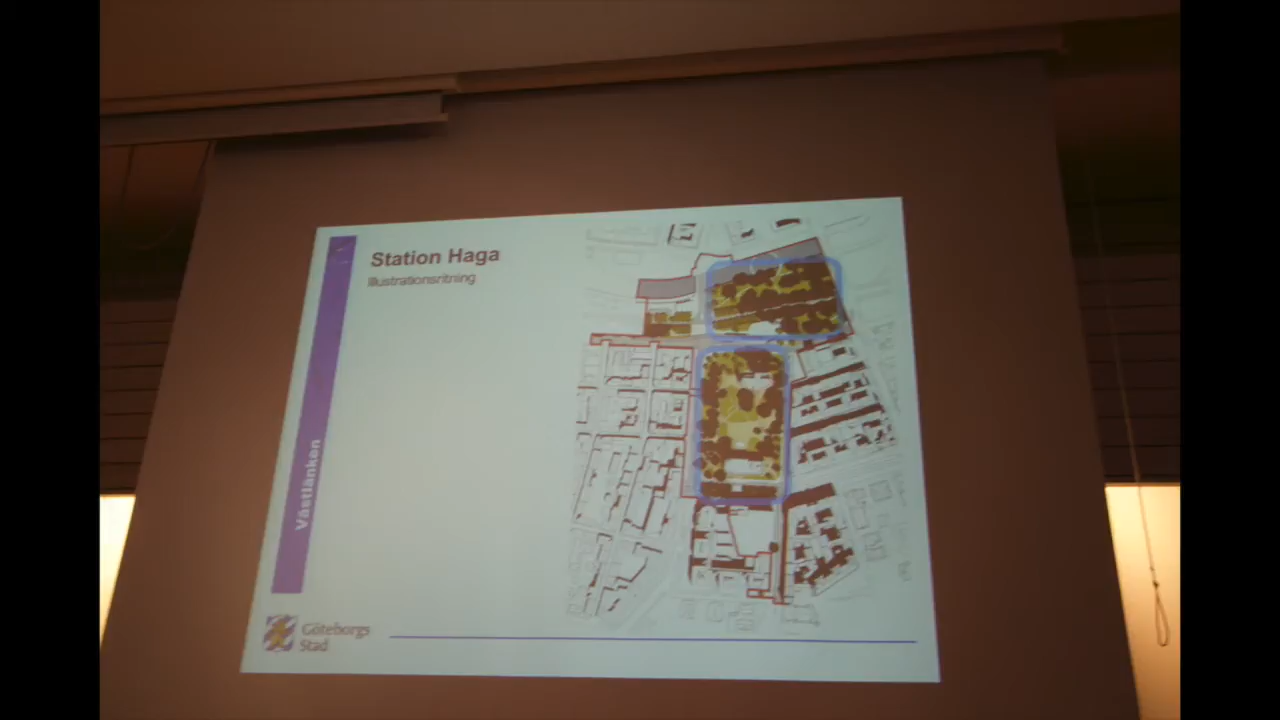 Station Haga
Illustrationsritning
Västlänken
Göteborgs
Stad